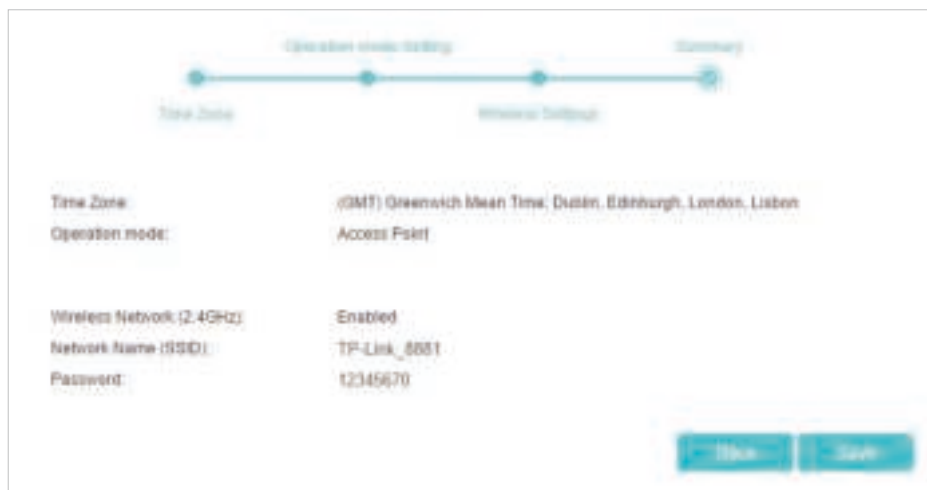 Operation mode Setting
Summary
Time Zone
Wireless Settings
Time Zone: (GMT) Greenwich Mean Time; Dublin, Edinburgh, London, Lisbon
Operation mode: Access Point
Wireless Network (2.4GHz): Enabled
Network Name (SSID): TP-Link_8881
Password: 12345670
Back
Save